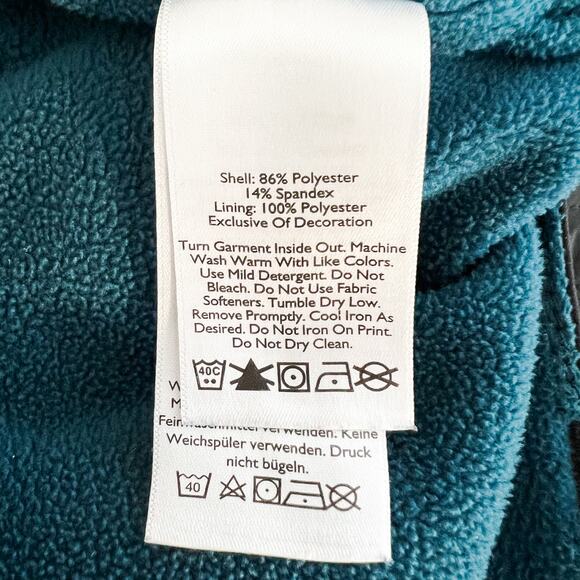 Shell: 86% Polyester
14% Spandex
Lining: 100% Polyester
Exclusive Of Decoration
Turn Garment Inside Out. Machine
Wash Warm With Like Colors.
Use Mild Detergent. Do Not
Bleach. Do Not Use Fabric
Softeners. Tumble Dry Low.
Remove Promptly. Cool Iron As
Desired. Do Not Iron On Print.
Do Not Dry Clean.
40C
Feinwaschmittel verwenden. Keine
Weichspüler verwenden. Druck
nicht bügeln.
40